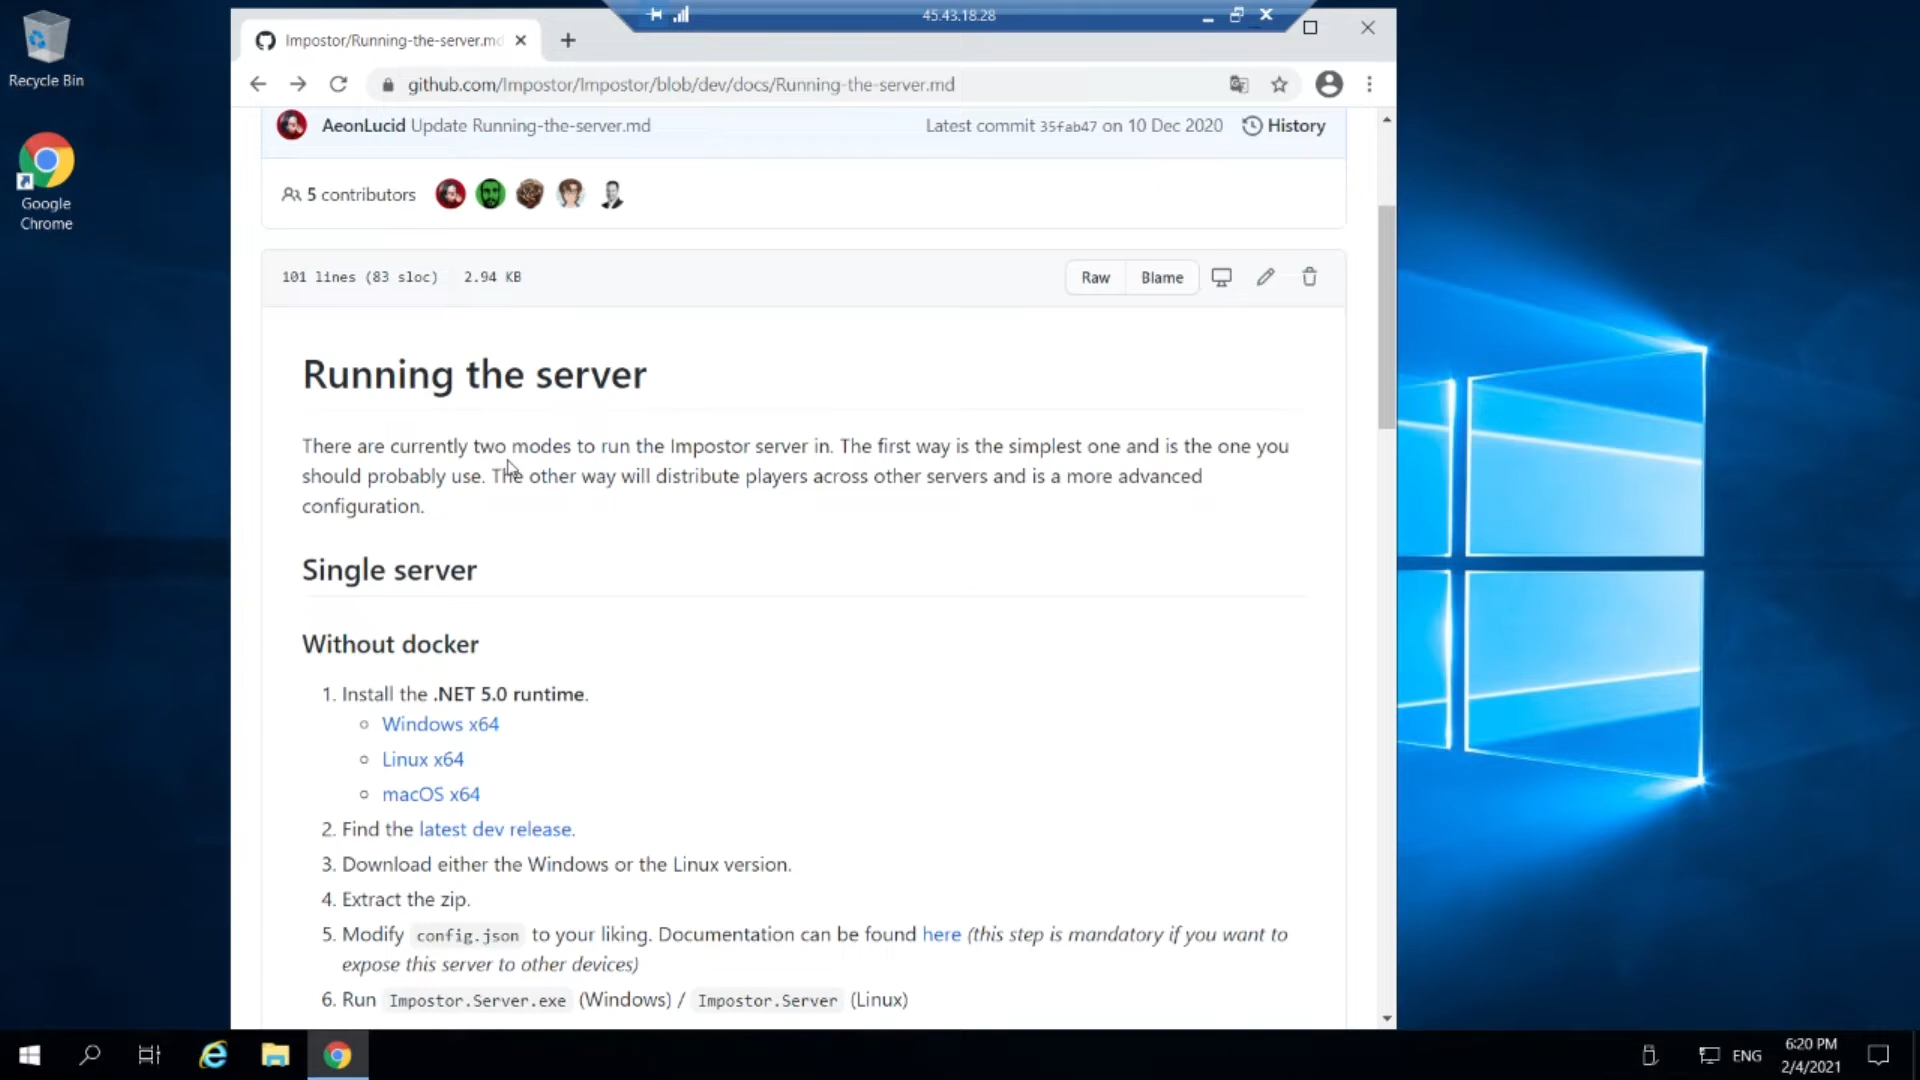 45.43.18.28
Recycle Bin
Google
Chrome
Impostor/Running-the-server.md
github.com/Impostor/Impostor/blob/dev/docs/Running-the-server.md
AeonLucid Update Running-the-server.md
Latest commit 35fab47 on 10 Dec 2020
History
5 contributors
101 lines (83 sloc) 2.94 KB
Raw
Blame
Running the server
There are currently two modes to run the Impostor server in. The first way is the simplest one and is the one you
should probably use. The other way will distribute players across other servers and is a more advanced
configuration.
Single server
Without docker
1. Install the .NET 5.0 runtime.
Windows x64
Linux x64
macOS x64
2. Find the latest dev release.
3. Download either the Windows or the Linux version.
4. Extract the zip.
5. Modify config.json to your liking. Documentation can be found here (this step is mandatory if you want to
expose this server to other devices)
6. Run Impostor.Server.exe (Windows) / Impostor.Server (Linux)
ENG
6:20 PM
2/4/2021